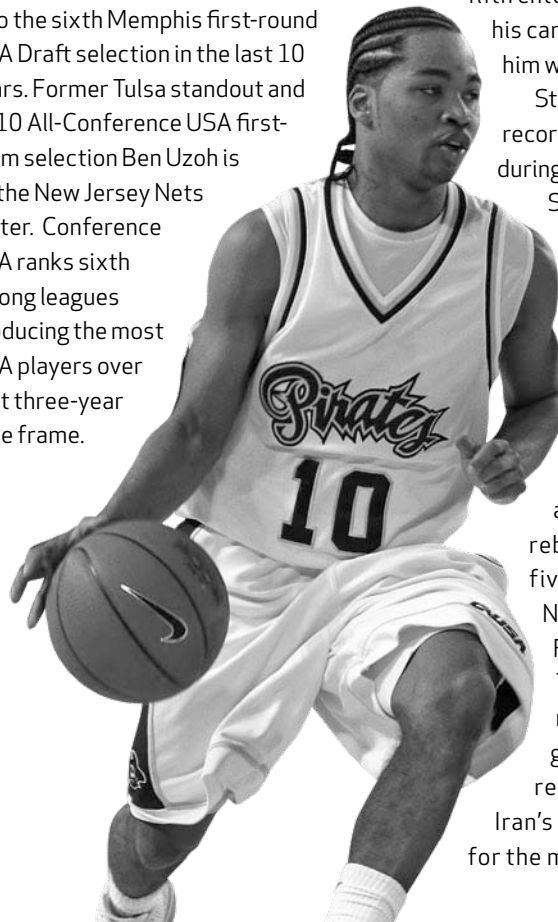 o the sixth Memphis first-round
A Draft selection in the last 10
rs. Former Tulsa standout and
10 All-Conference USA first-
m selection Ben Uzoh is
the New Jersey Nets
ter. Conference
A ranks sixth
ong leagues
ducing the most
A players over
t three-year
e frame.
his car
him w
St
recor
during
S
Pirates
10
C-USA
a
reb
fiv
N
g
re
Iran's
for the m